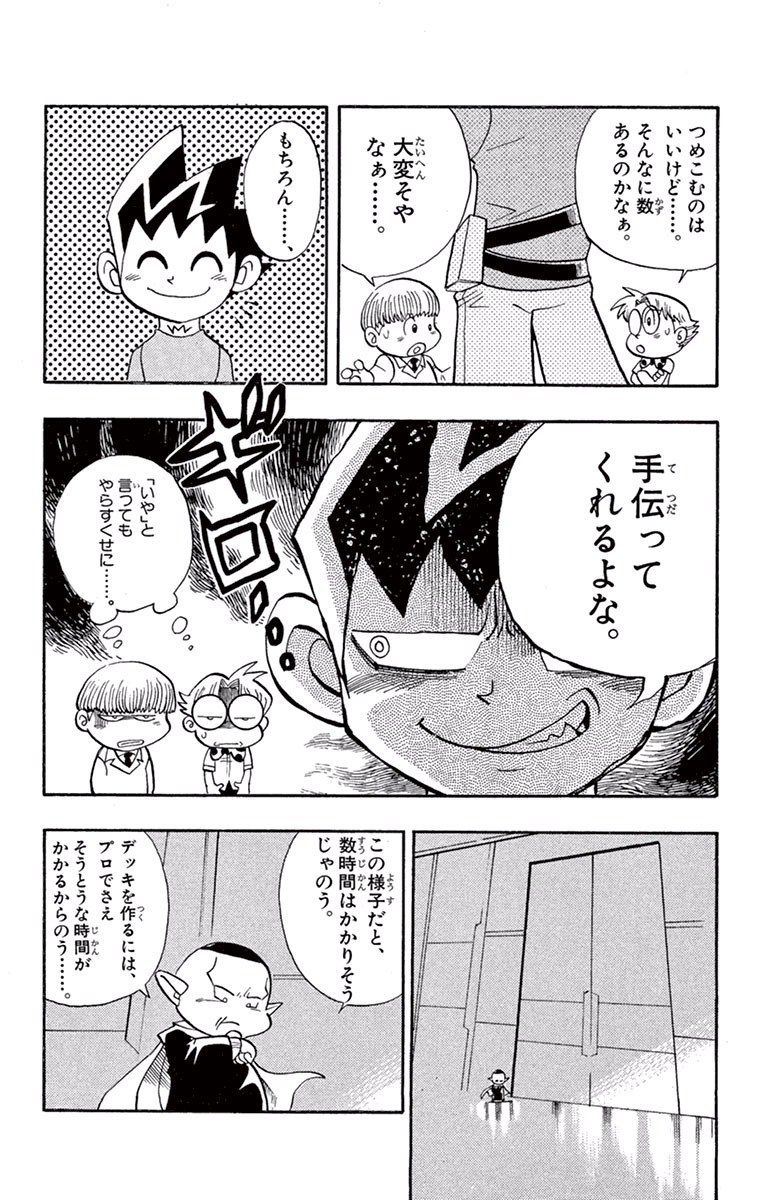 つめこむのは
いいけど……。
そんなに数
あるのかなぁ。
大変そや
なぁ……。
もちろん……、
手伝って
くれるよな。
ギロ
「いや」と
言っても
やらすくせに……。
この様子だと、
数時間はかかりそう
じゃのう。
デッキを作るには、
プロでさえ
そうとうな時間が
かかるからのう……。